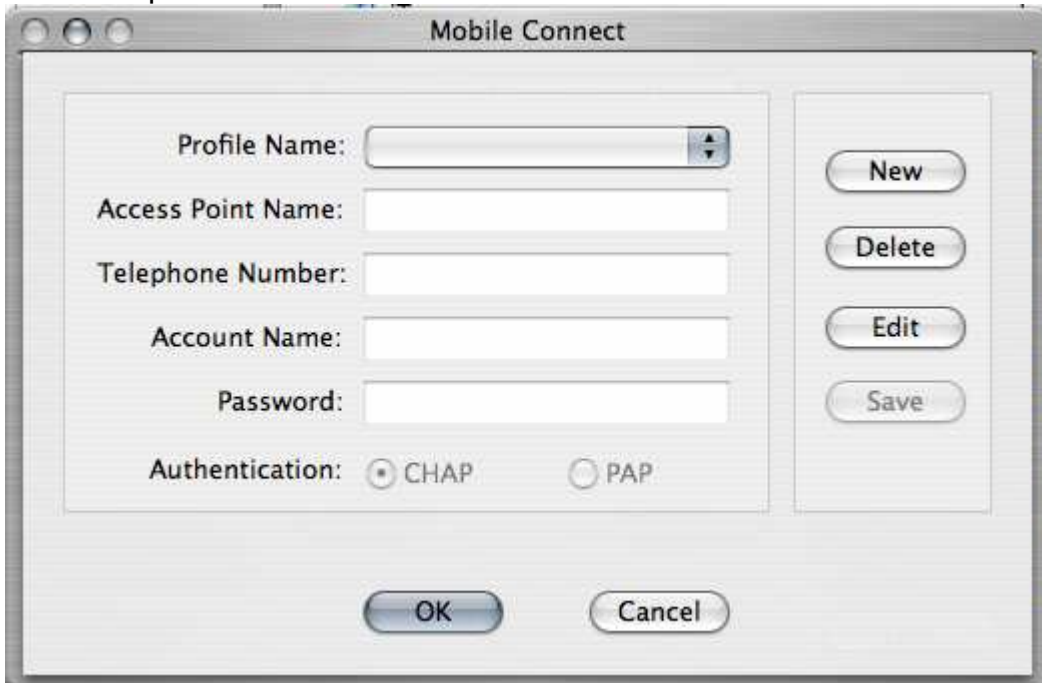 Mobile Connect
Profile Name:
Access Point Name:
Telephone Number:
Account Name:
Password:
Authentication: CHAP PAP
New
Delete
Edit
Save
OK Cancel